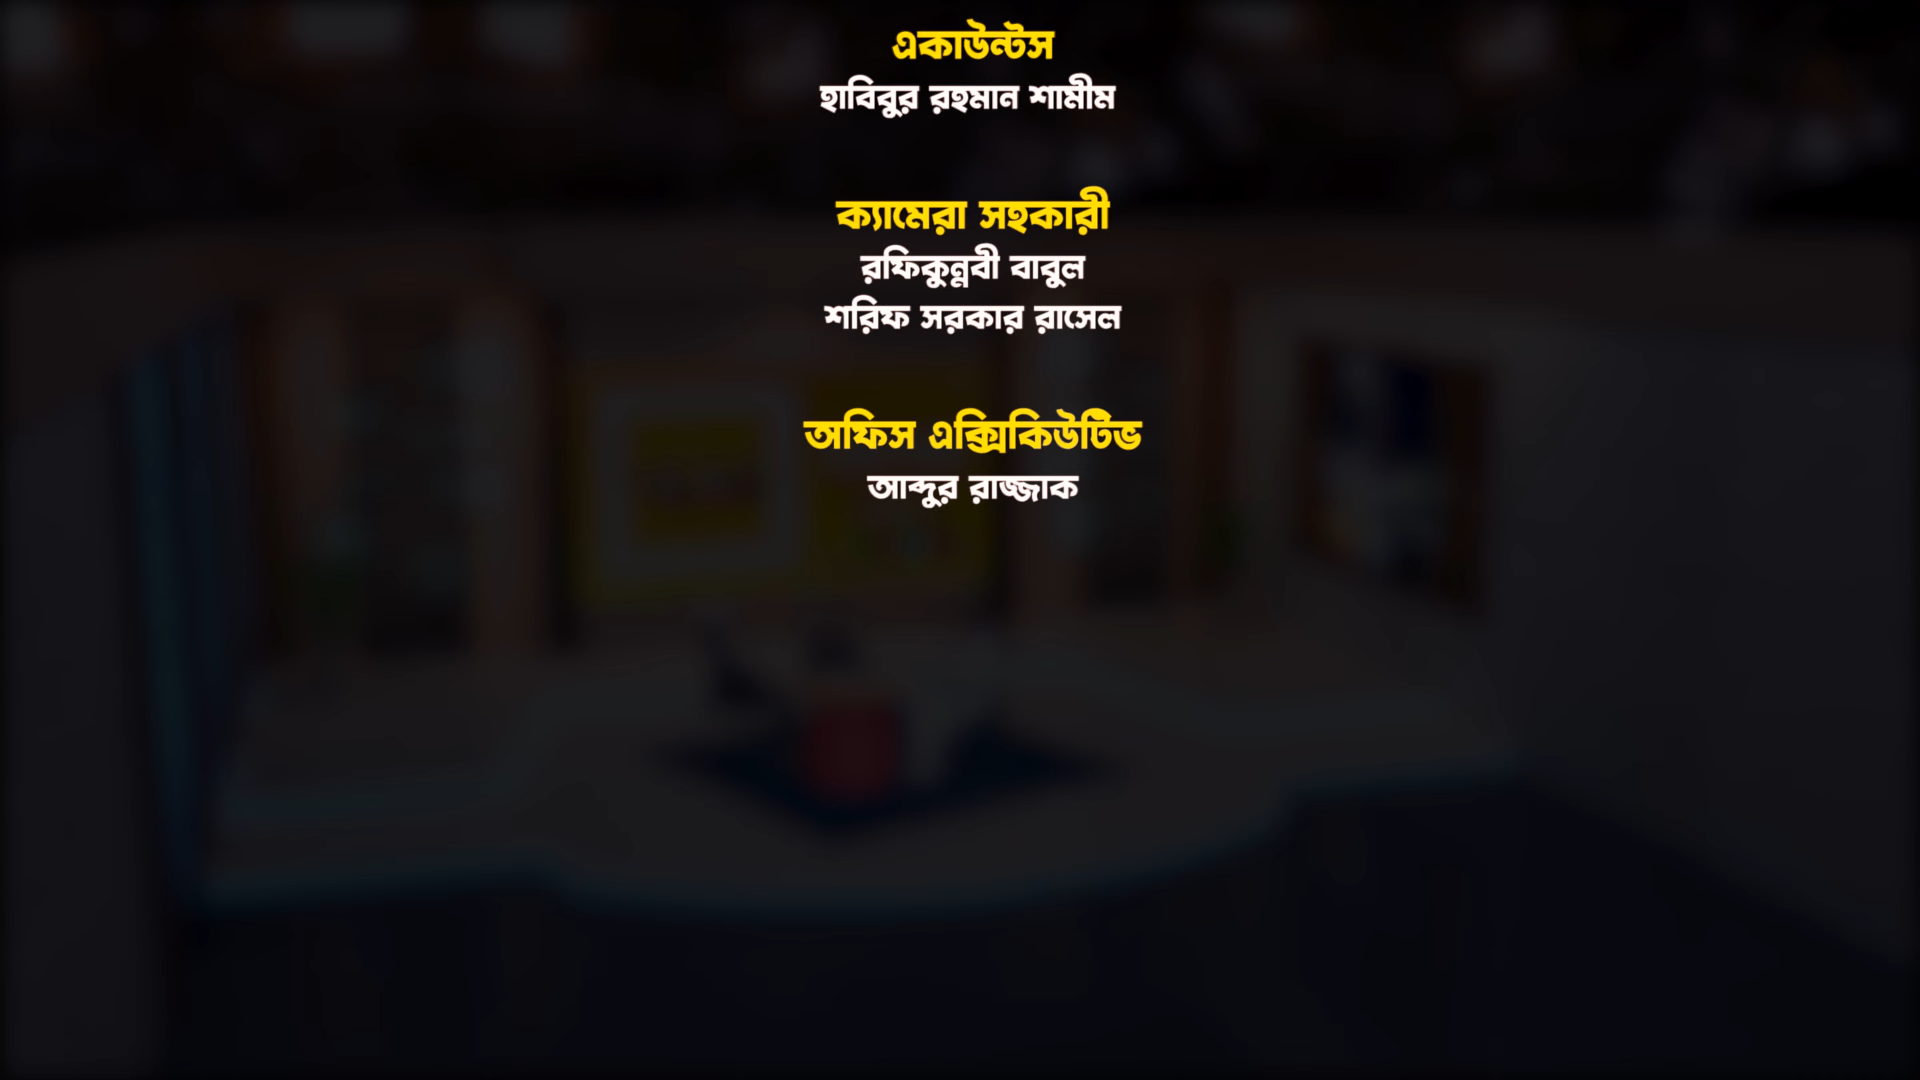 একাউন্টস
হাবিবুর রহমান শামীম
ক্যামেরা সহকারী
রফিকুন্নবী বাবুল
শরিফ সরকার রাসেল
অফিস এক্সিকিউটিভ
আব্দুর রাজ্জাক